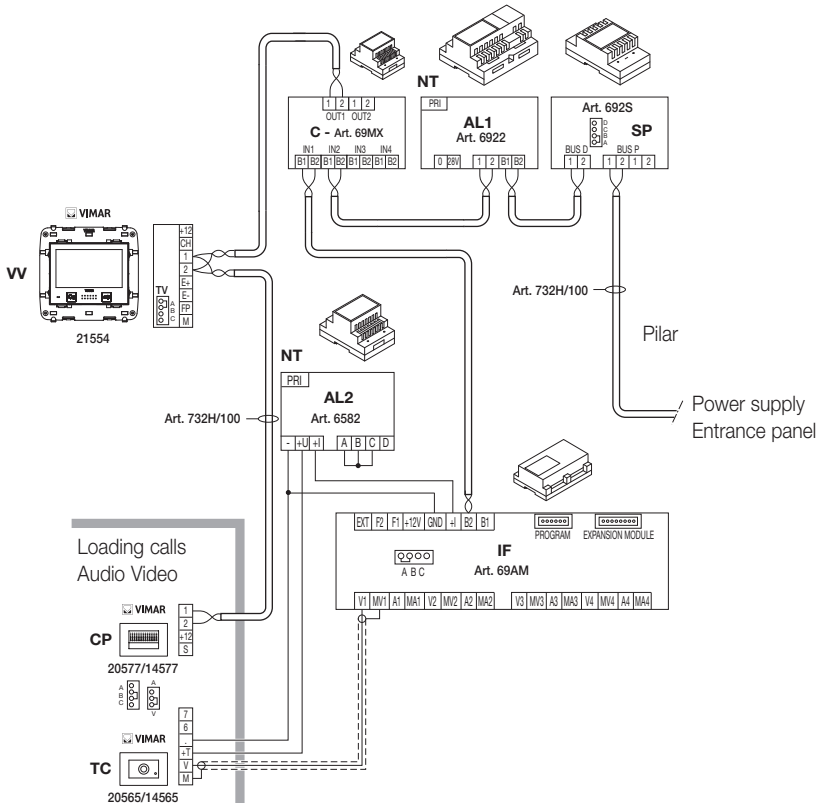 NT
1 2 1 2
OUT1 OUT2
C - Art. 69MX
IN1 IN2 IN3 IN4
B1 B2 B1 B2 B1 B2 B1 B2
PRI
AL1
Art. 6922
0 28V 1 2 B1 B2
Art. 692S
D
C
B
A
SP
BUS D BUS P
1 2 1 2 1 2
VIMAR
VV
21554
+12
CH
1
2
E+
E-
FP
M
TV
A
B
C
Art. 732H/100
Pilar
Power supply
Entrance panel
NT
PRI
AL2
Art. 6582
- +U +I A B C D
Art. 732H/100
EXT F2 F1 +12V GND +I B2 B1
PROGRAM EXPANSION MODULE
A B C
IF
Art. 69AM
V1 MV1 A1 MA1 V2 MV2 A2 MA2 V3 MV3 A3 MA3 V4 MV4 A4 MA4
Loading calls
Audio Video
VIMAR
CP
20577/14577
1
2
+12
S
A
B
C
A
V
VIMAR
TC
20565/14565
7
6
-
+T
V
M